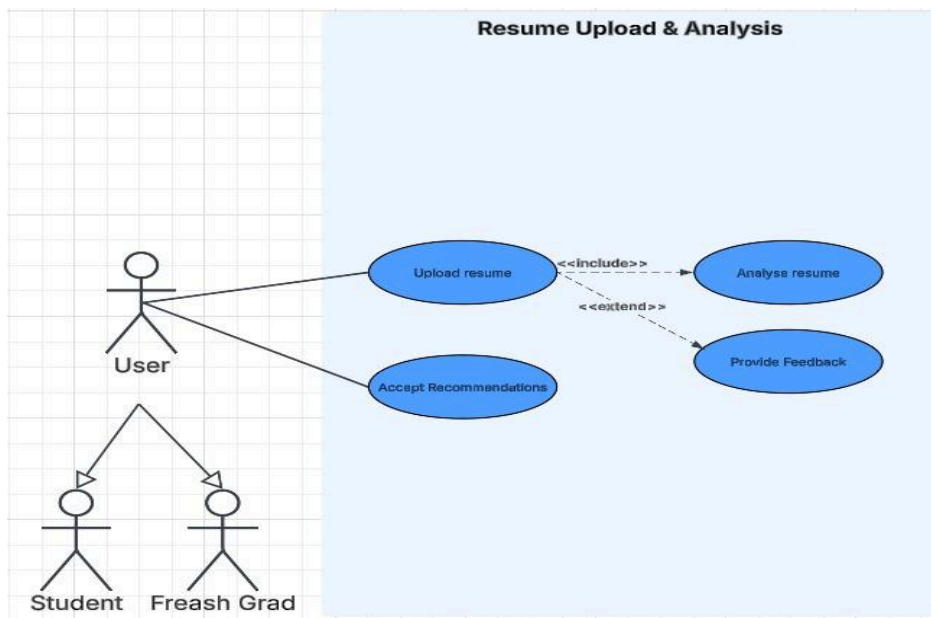 Resume Upload & Analysis
Upload resume
<<include>>
Analyse resume
<<extend>>
Provide Feedback
User
Accept Recommendations
Student
Freash Grad